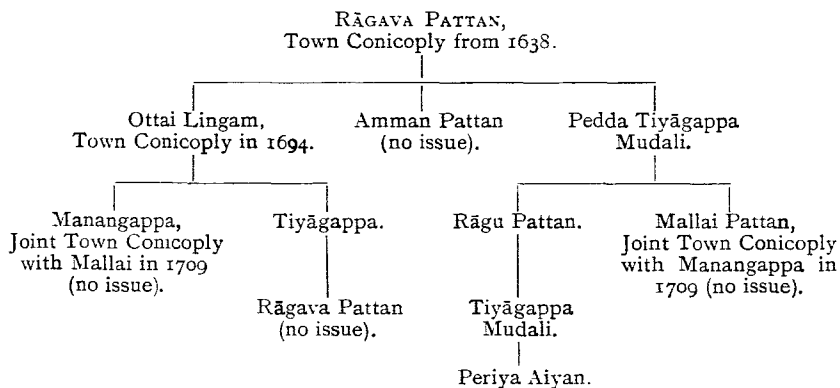 RĀGAVA PATTAN,
Town Conicoply from 1638.
Ottai Lingam,
Town Conicoply in 1694.
Amman Pattan
(no issue).
Pedda Tiyāgappa
Mudali.
Manangappa,
Joint Town Conicoply
with Mallai in 1709
(no issue).
Tiyāgappa.
Rāgu Pattan.
Mallai Pattan,
Joint Town Conicoply
with Manangappa in
1709 (no issue).
Rāgava Pattan
(no issue).
Tiyāgappa
Mudali.
Periya Aiyan.